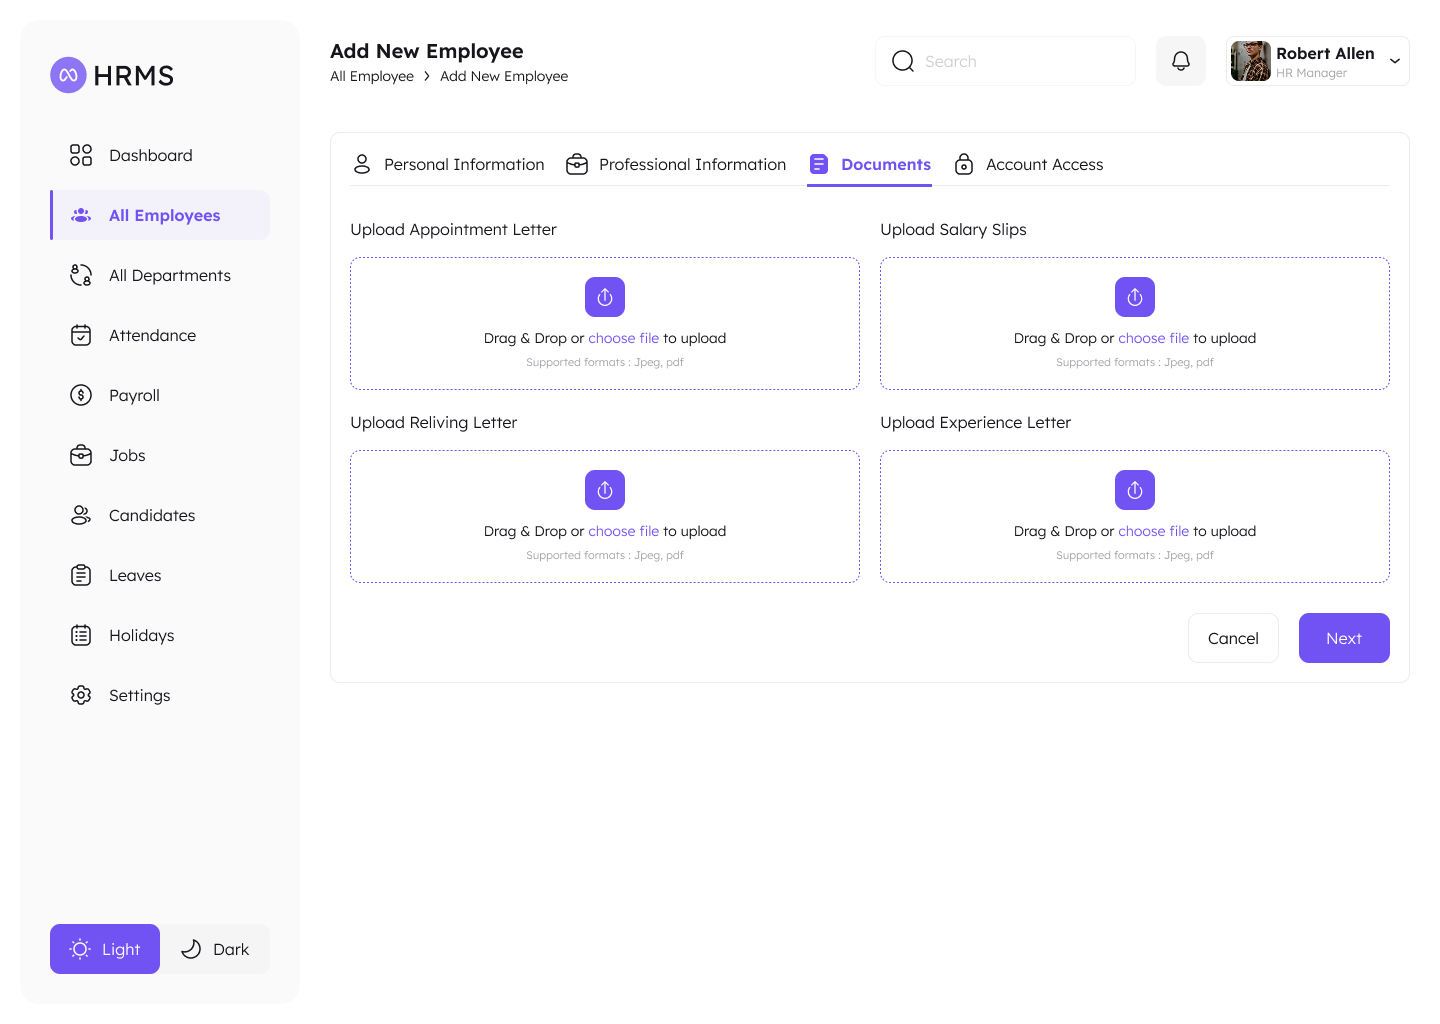 HRMS
Dashboard
All Employees
All Departments
Attendance
Payroll
Jobs
Candidates
Leaves
Holidays
Settings
Light
Dark
Add New Employee
All Employee > Add New Employee
Search
Robert Allen
HR Manager
Personal Information
Professional Information
Documents
Account Access
Upload Appointment Letter
Drag & Drop or choose file to upload
Supported formats : Jpeg, pdf
Upload Salary Slips
Drag & Drop or choose file to upload
Supported formats : Jpeg, pdf
Upload Reliving Letter
Drag & Drop or choose file to upload
Supported formats : Jpeg, pdf
Upload Experience Letter
Drag & Drop or choose file to upload
Supported formats : Jpeg, pdf
Cancel
Next